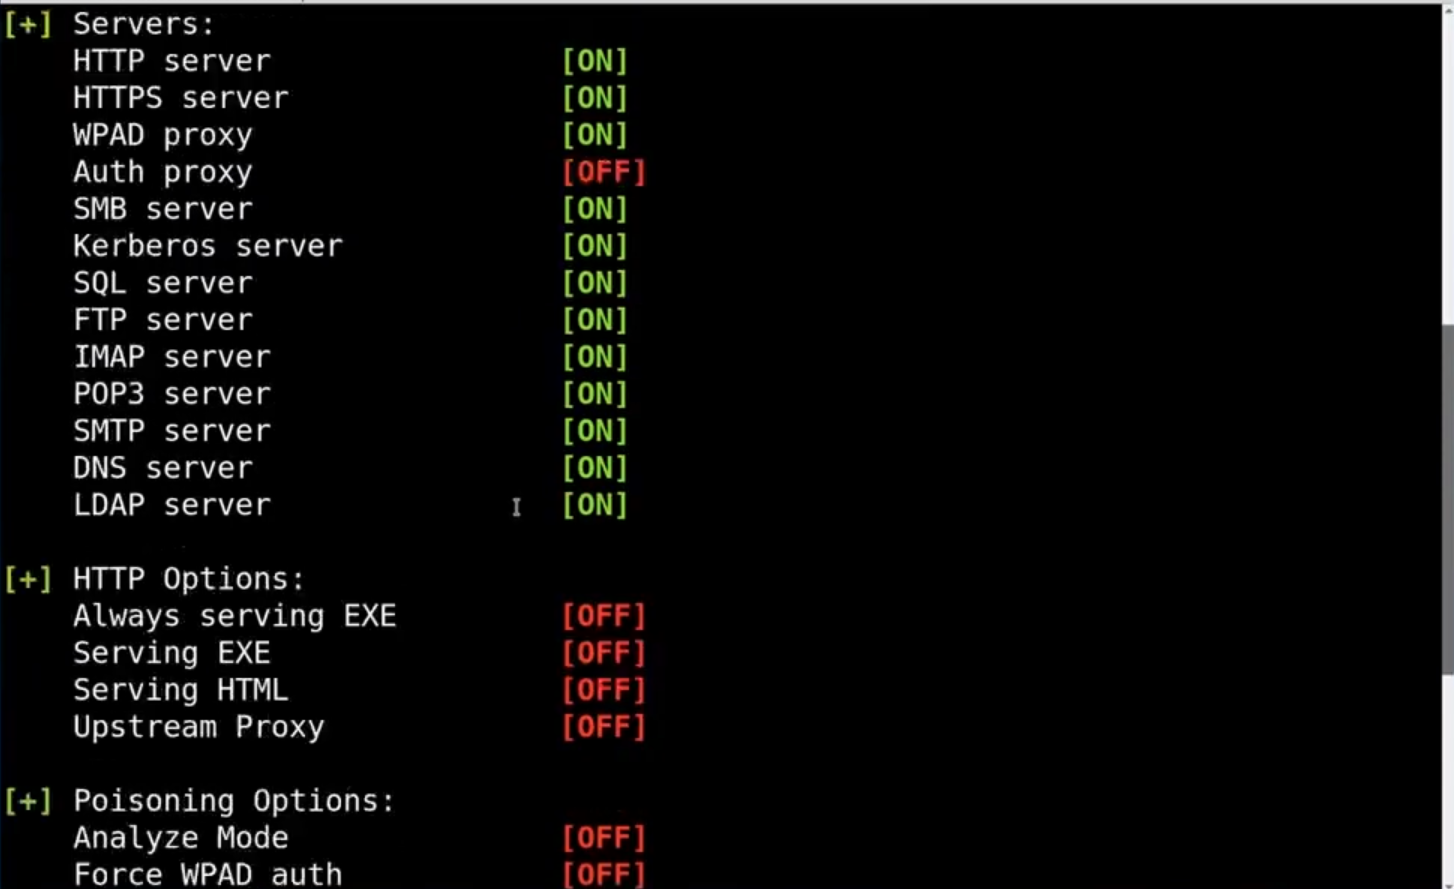 [+] Servers:
HTTP server [ON]
HTTPS server [ON]
WPAD proxy [ON]
Auth proxy [OFF]
SMB server [ON]
Kerberos server [ON]
SQL server [ON]
FTP server [ON]
IMAP server [ON]
POP3 server [ON]
SMTP server [ON]
DNS server [ON]
LDAP server [ON]
[+] HTTP Options:
Always serving EXE [OFF]
Serving EXE [OFF]
Serving HTML [OFF]
Upstream Proxy [OFF]
[+] Poisoning Options:
Analyze Mode [OFF]
Force WPAD auth [OFF]